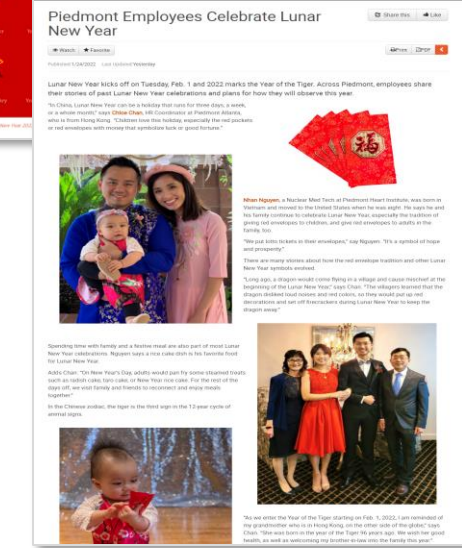 Piedmont Employees Celebrate Lunar
New Year
Share this
Like
Watch
Favorite
Print
PDF
Published 1/24/2022 Last Updated Yesterday
Lunar New Year kicks off on Tuesday, Feb. 1 and 2022 marks the Year of the Tiger. Across Piedmont, employees share
their stories of past Lunar New Year celebrations and plans for how they will observe this year.
"In China, Lunar New Year can be a holiday that runs for three days, a week,
or a whole month," says Chloe Chan, HR Coordinator at Piedmont Atlanta,
who is from Hong Kong. "Children love this holiday, especially the red pockets
or red envelopes with money that symbolize luck or good fortune."
福
Nhan Nguyen, a Nuclear Med Tech at Piedmont Heart Institute, was born in
Vietnam and moved to the United States when he was eight. He says he and
his family continue to celebrate Lunar New Year, especially the tradition of
giving red envelopes to children, and give red envelopes to adults in the
family, too.
"We put lotto tickets in their envelopes," say Nguyen. "It's a symbol of hope
and prosperity."
There are many stories about how the red envelope tradition and other Lunar
New Year symbols evolved.
"Long ago, a dragon would come flying in a village and cause mischief at the
beginning of the Lunar New Year," says Chan. "The villagers learned that the
dragon disliked loud noises and red colors, so they would put up red
decorations and set off firecrackers during Lunar New Year to keep the
dragon away."
Spending time with family and a festive meal are also part of most Lunar
New Year celebrations. Nguyen says a rice cake dish is his favorite food
for Lunar New Year.
Adds Chan: "On New Year's Day, adults would pan fry some steamed treats
such as radish cake, taro cake, or New Year rice cake. For the rest of the
days off, we visit family and friends to reconnect and enjoy meals
together."
In the Chinese zodiac, the tiger is the third sign in the 12-year cycle of
animal signs.
"As we enter the Year of the Tiger starting on Feb. 1, 2022, I am reminded of
my grandmother who is in Hong Kong, on the other side of the globe," says
Chan. "She was born in the year of the Tiger 96 years ago. We wish her good
health, as well as welcoming my brother-in-law into the family this year."